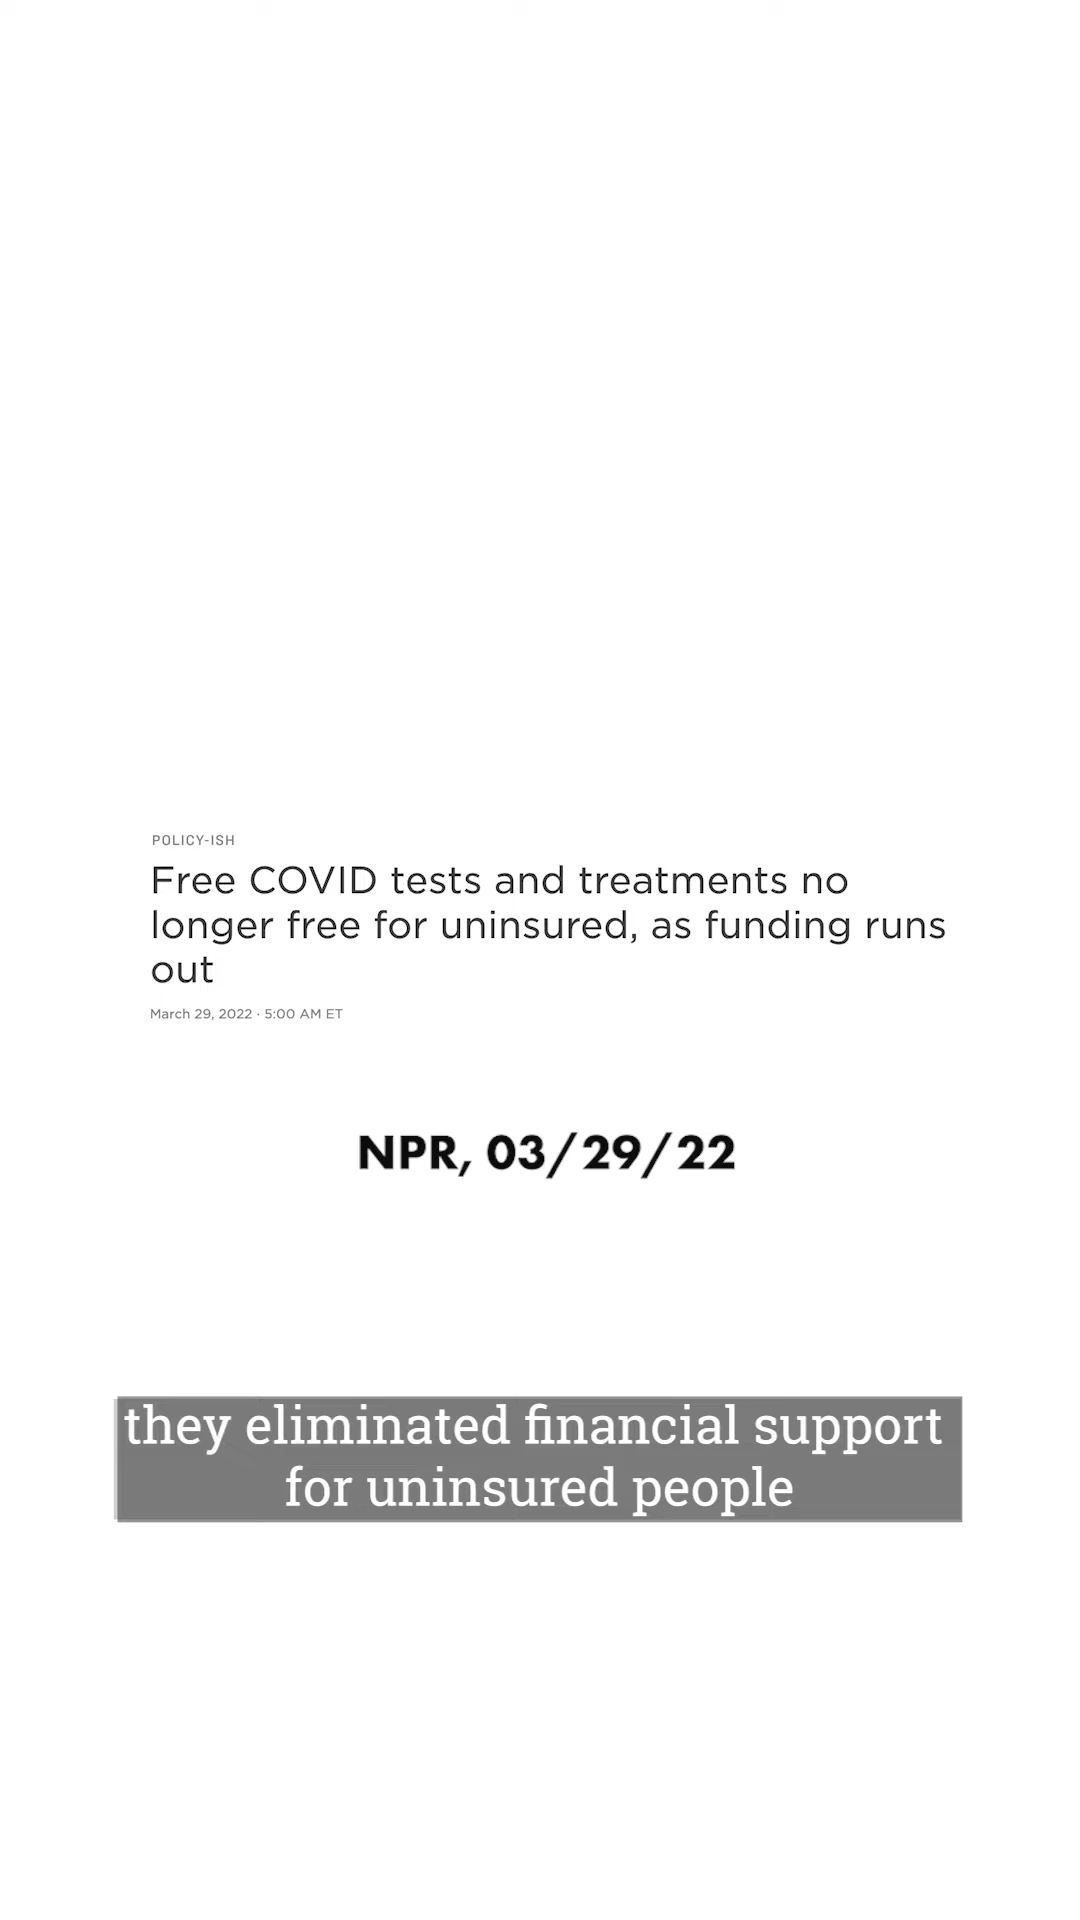 POLICY-ISH
Free COVID tests and treatments no
longer free for uninsured, as funding runs
out
March 29, 2022 · 5:00 AM ET
NPR, 03/29/22
they eliminated financial support
for uninsured people